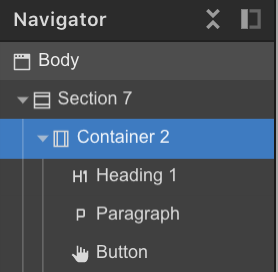 Navigator
Body
Section 7
Container 2
H1 Heading 1
Paragraph
Button